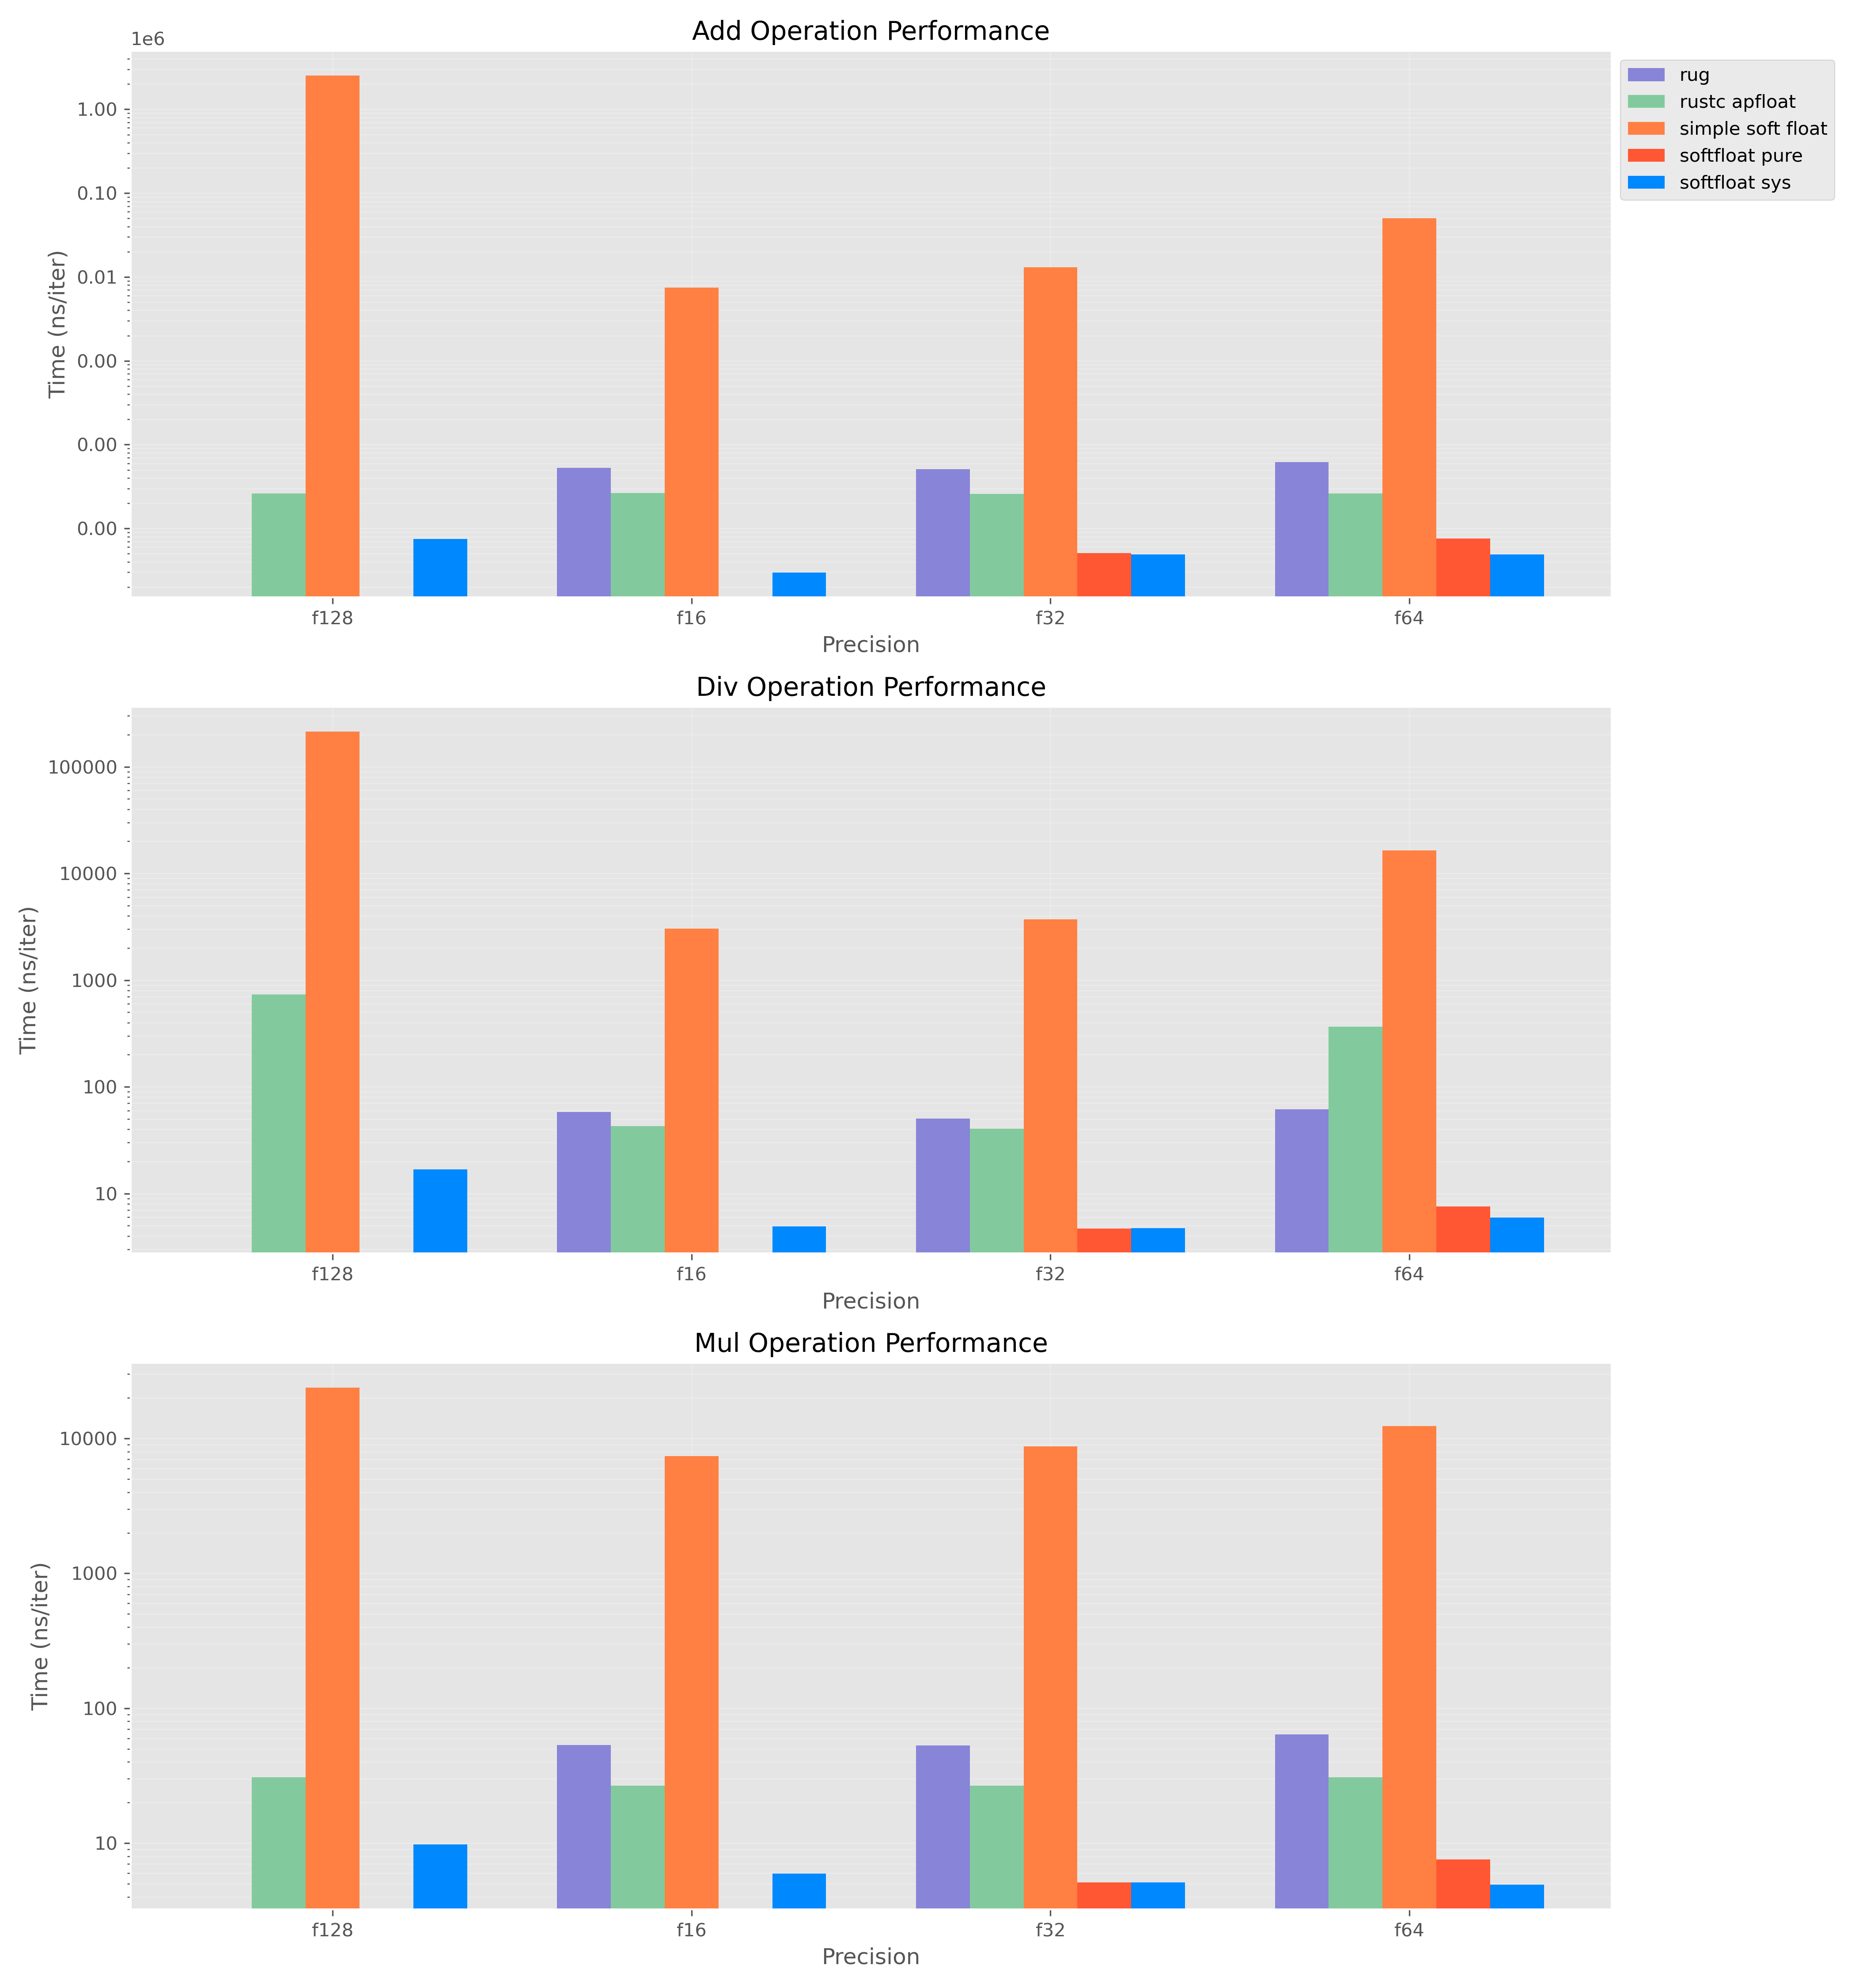 Add Operation Performance
1e6
1.00
0.10
0.01
0.00
0.00
0.00
Time (ns/iter)
f128
f16
f32
f64
Precision
rug
rustc apfloat
simple soft float
softfloat pure
softfloat sys
Div Operation Performance
100000
10000
1000
100
10
Time (ns/iter)
f128
f16
f32
f64
Precision
Mul Operation Performance
10000
1000
100
10
Time (ns/iter)
f128
f16
f32
f64
Precision